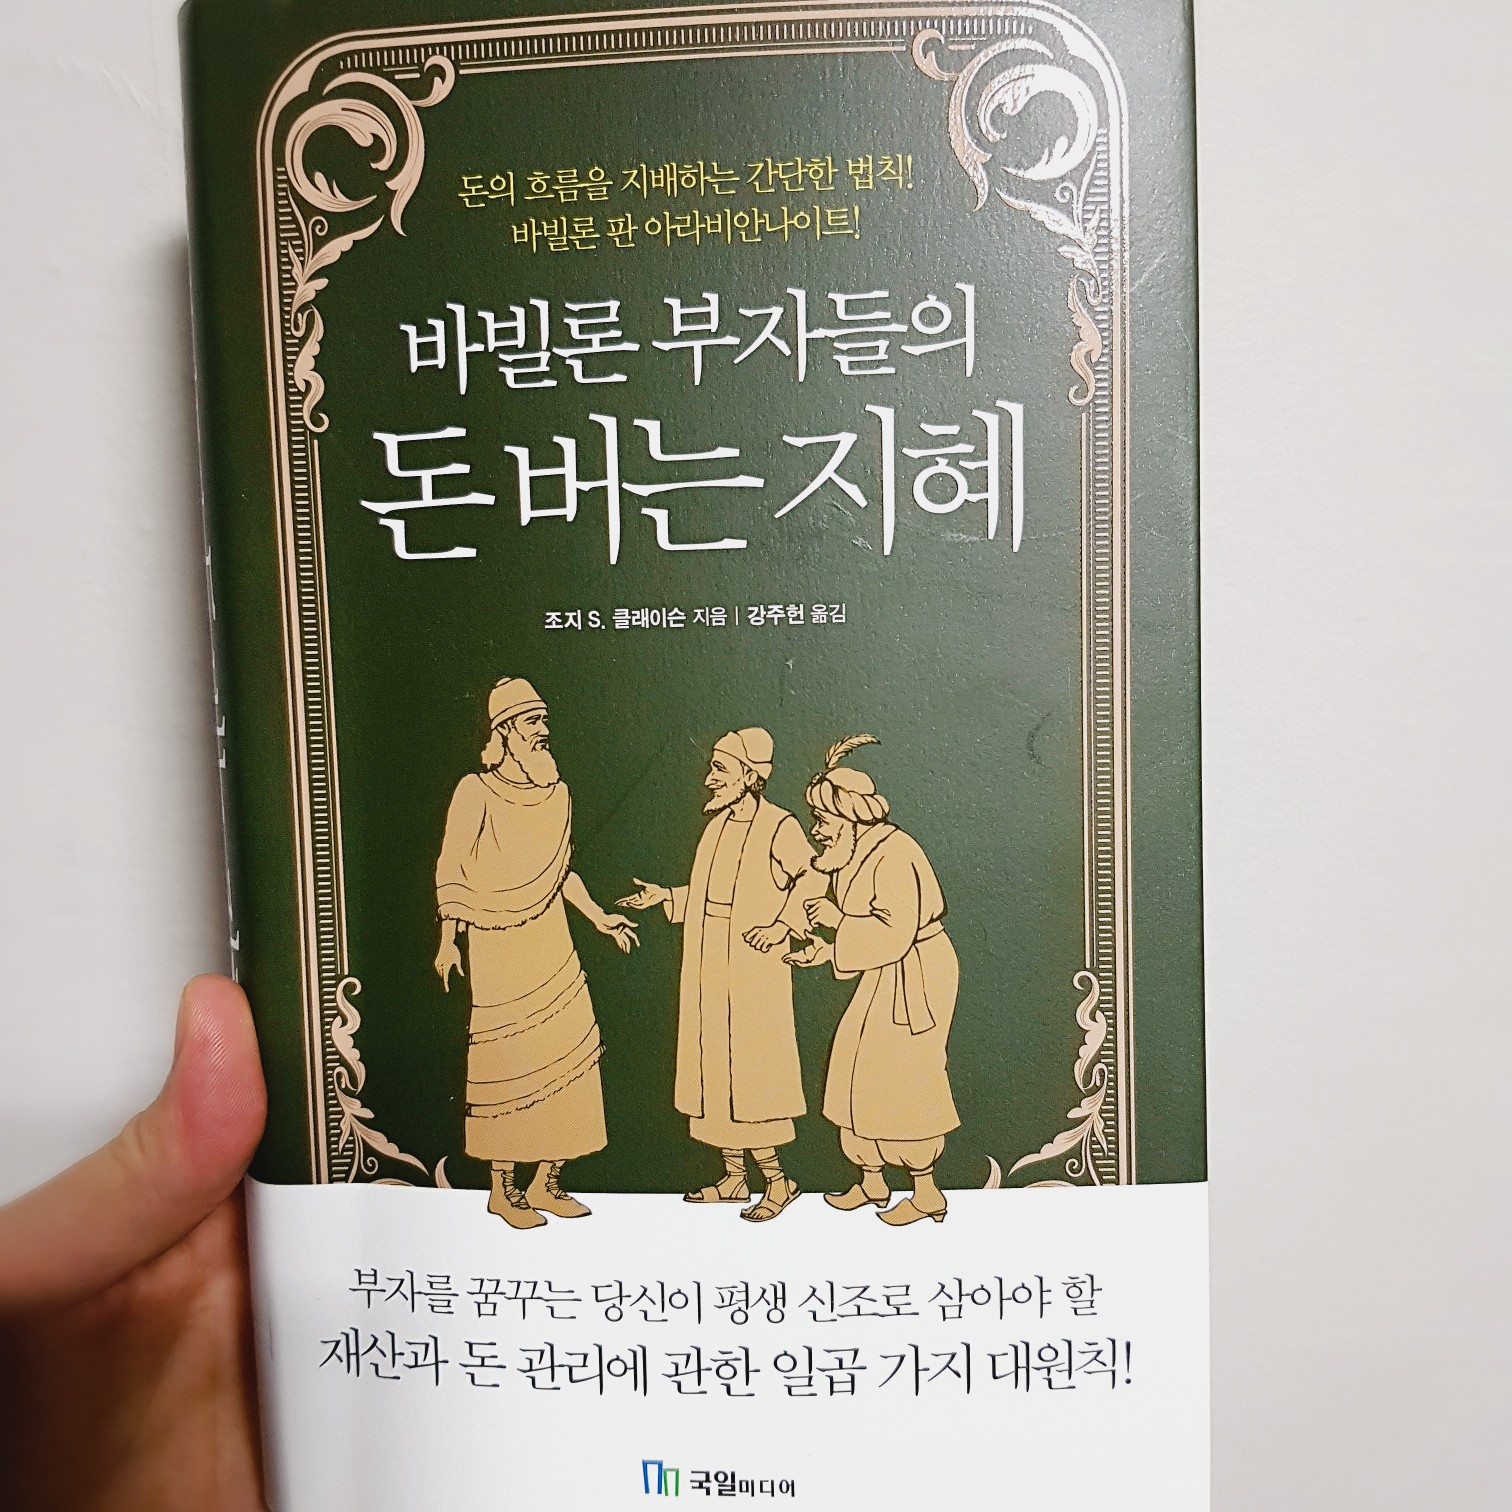 돈의 흐름을 지배하는 간단한 법칙!
바빌론 판 아라비안나이트!
바빌론 부자들의
돈 버는 지혜
조지 S. 클래이슨 지음 | 강주헌 옮김
부자를 꿈꾸는 당신이 평생 신조로 삼아야 할
재산과 돈 관리에 관한 일곱 가지 대원칙!
국일미디어